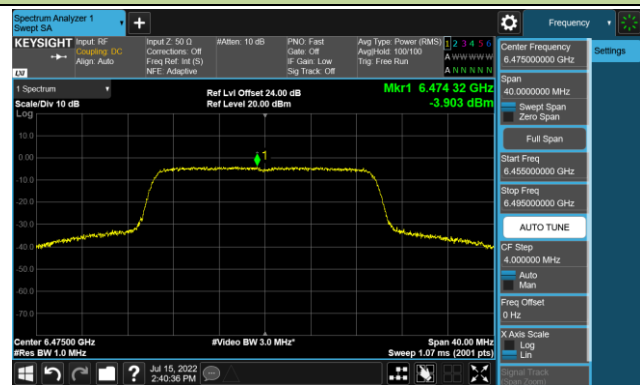 Spectrum Analyzer 1
Swept SA
+
Frequency
KEYSIGHT
LXI
Input: RF
Coupling: DC
Align: Auto
Input Z: 50 Ω
Corrections: Off
Freq Ref: Int (S)
NFE: Adaptive
#Atten: 10 dB
PNO: Fast
Gate: Off
IF Gain: Low
Sig Track: Off
Avg Type: Power (RMS)
Avg|Hold: 100/100
Trig: Free Run
1 2 3 4 5 6
A W W W W W
A N N N N N
1 Spectrum
Scale/Div 10 dB
Log
Ref Lvl Offset 24.00 dB
Ref Level 20.00 dBm
Mkr1 6.474 32 GHz
-3.903 dBm
10.0
0.00
-10.0
-20.0
-30.0
-40.0
-50.0
-60.0
-70.0
1
Center 6.47500 GHz
#Res BW 1.0 MHz
#Video BW 3.0 MHz*
Span 40.00 MHz
Sweep 1.07 ms (2001 pts)
Center Frequency
6.475000000 GHz
Span
40.0000000 MHz
Swept Span
Zero Span
Full Span
Start Freq
6.455000000 GHz
Stop Freq
6.495000000 GHz
AUTO TUNE
CF Step
4.000000 MHz
Auto
Man
Freq Offset
0 Hz
X Axis Scale
Log
Lin
Signal Track
(Span Zoom)
Settings
?
Jul 15, 2022
2:40:36 PM